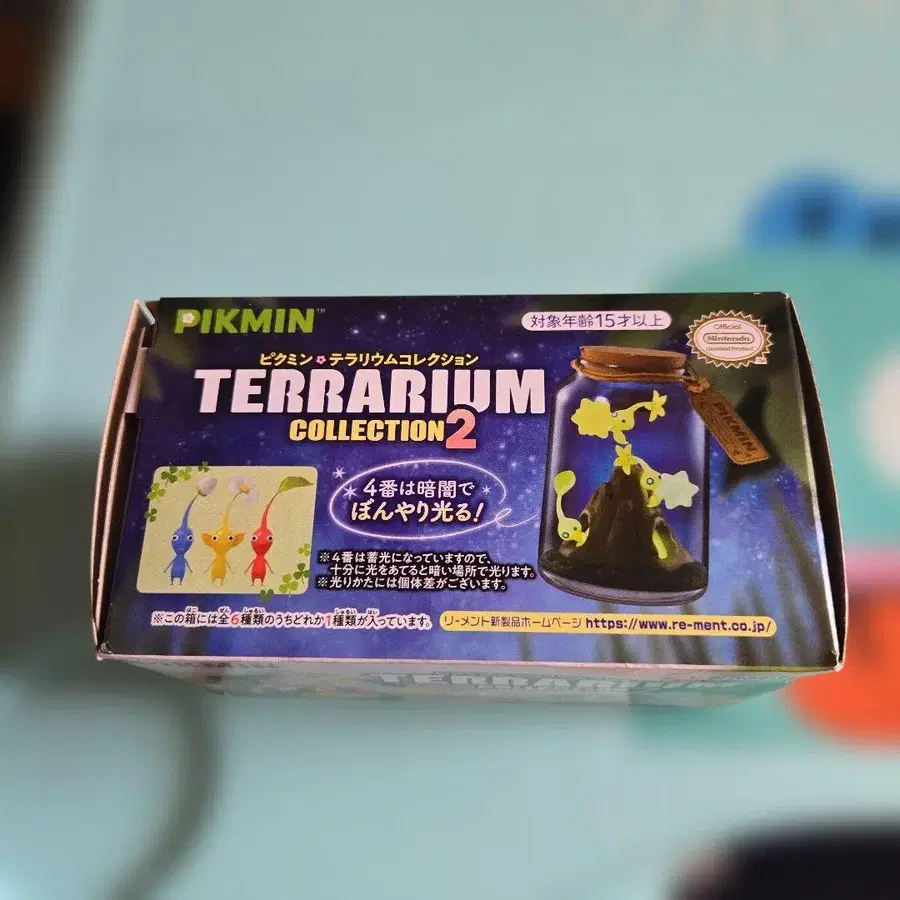 PIKMIN™
対象年齢15才以上
Official
Nintendo
Licensed Product
ピクミン テラリウムコレクション
TERRARIUM
COLLECTION2
PIKMIN
4番は暗闇で
ぼんやり光る!
※4番は蓄光になっていますので、
十分に光をあてると暗い場所で光ります。
※光りかたには個体差がございます。
※この箱には全6種類のうちどれか1種類が入っています。
リーメント新製品ホームページ https://www.re-ment.co.jp/
TERRARIUM